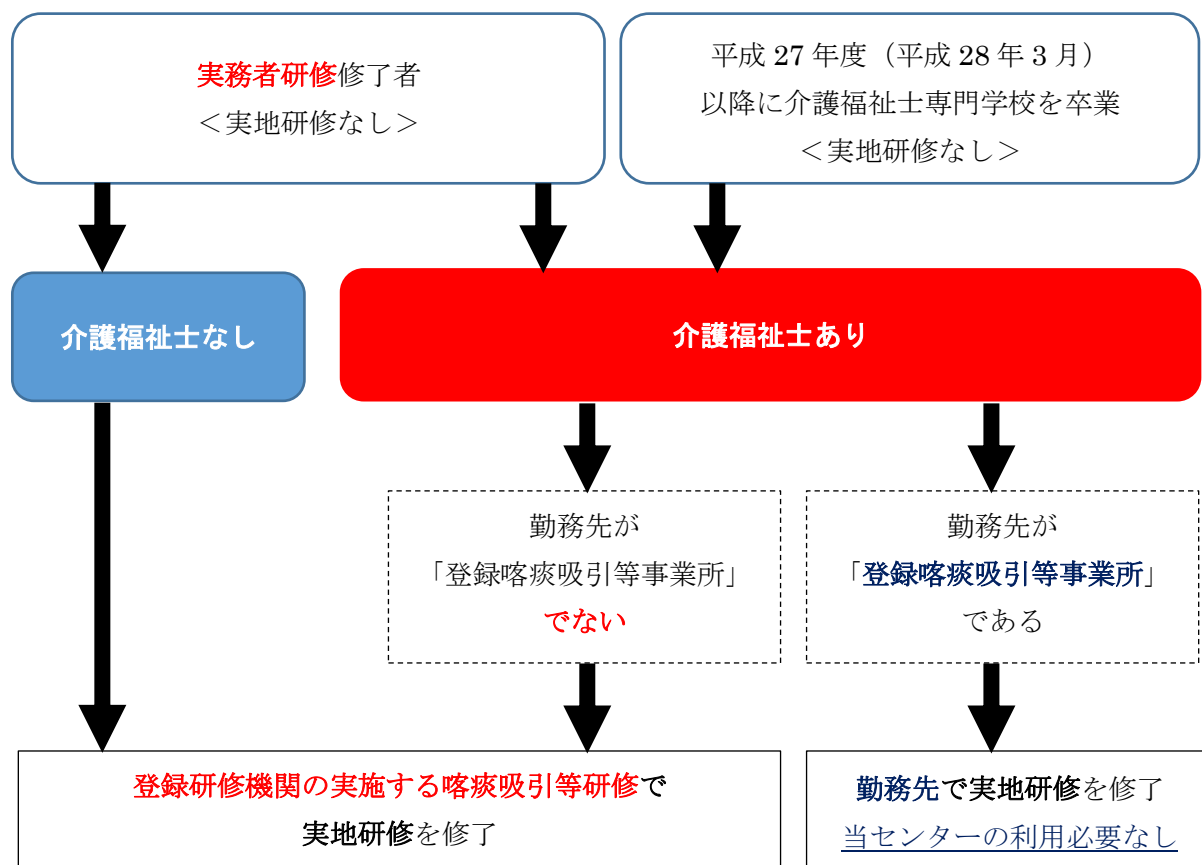 実務者研修修了者
＜実地研修なし＞
平成 27 年度（平成 28 年 3 月）
以降に介護福祉士専門学校を卒業
＜実地研修なし＞
介護福祉士なし
介護福祉士あり
勤務先が
「登録喀痰吸引等事業所」
でない
勤務先が
「登録喀痰吸引等事業所」
である
登録研修機関の実施する喀痰吸引等研修で
実地研修を修了
勤務先で実地研修を修了
当センターの利用必要なし